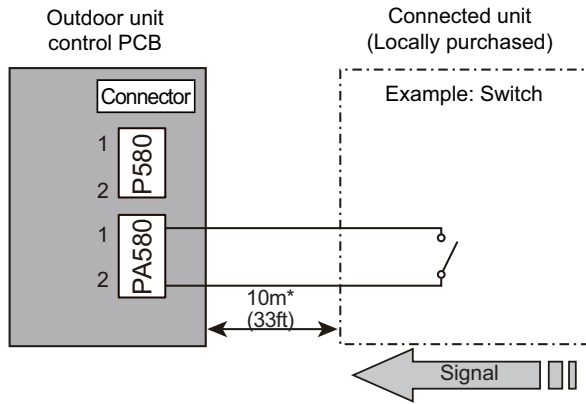 Outdoor unit
control PCB
Connected unit
(Locally purchased)
Connector
Example: Switch
1
2
P580
1
2
PA580
10m*
(33ft)
Signal